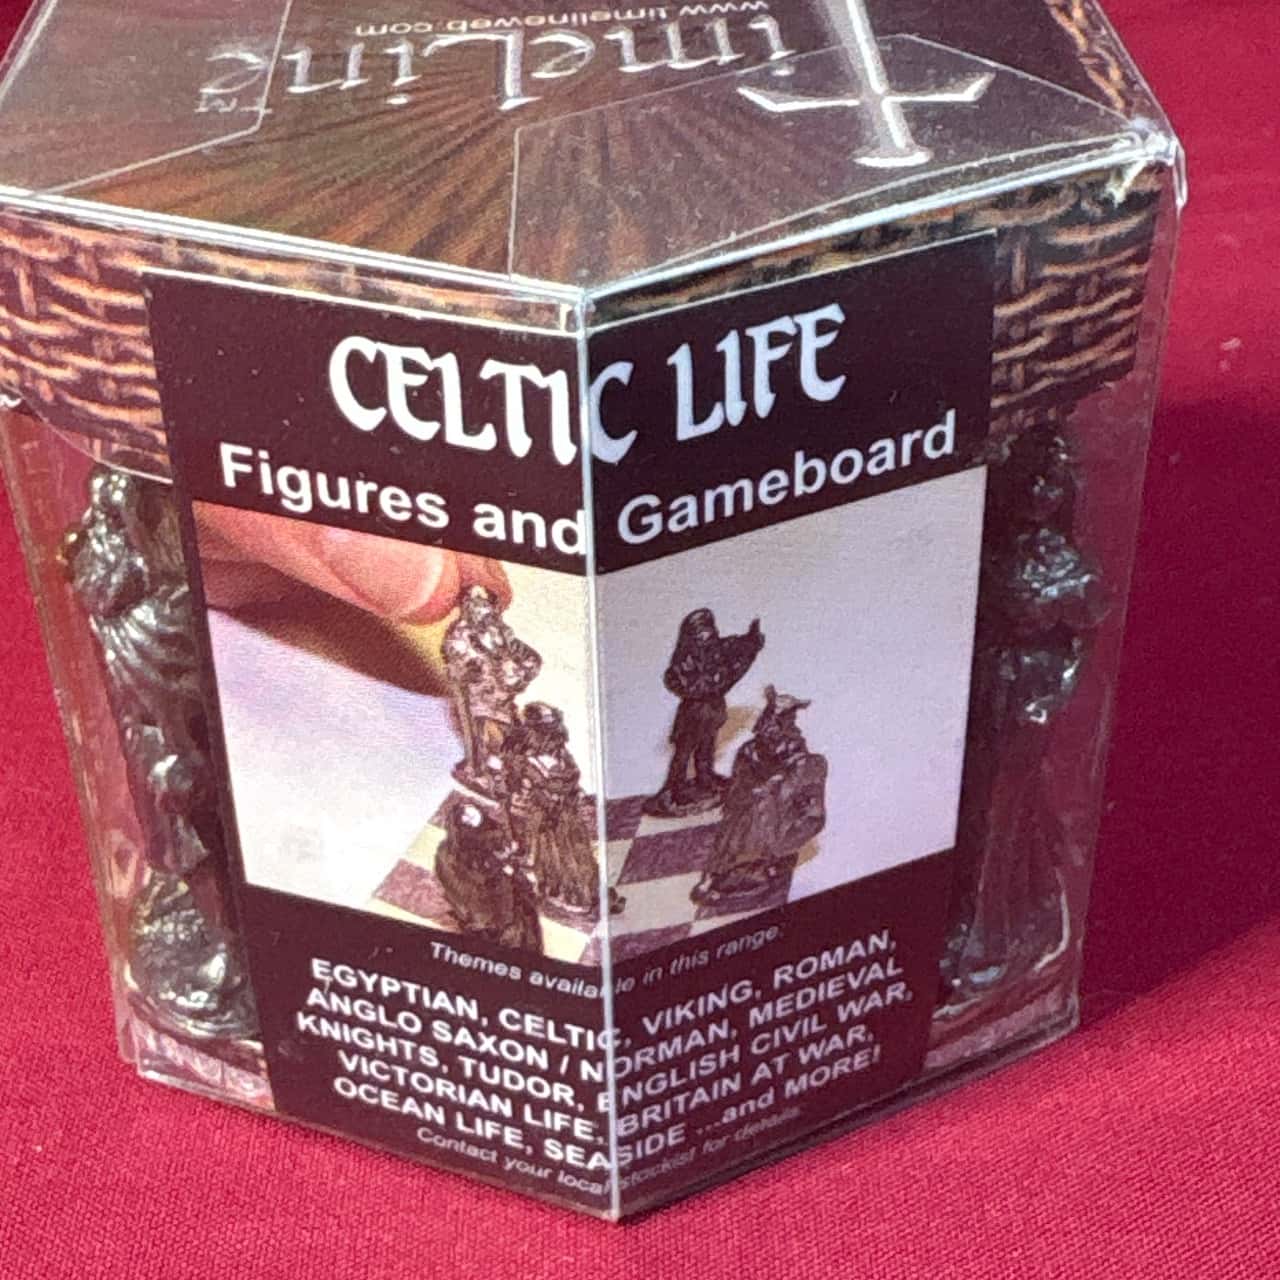 www.timelineweb.com
TimeLine™
CELTIC LIFE
Figures and Gameboard
Themes available in this range:
EGYPTIAN, CELTIC, VIKING, ROMAN,
ANGLO SAXON / NORMAN, MEDIEVAL
KNIGHTS, TUDOR, ENGLISH CIVIL WAR,
VICTORIAN LIFE, BRITAIN AT WAR,
OCEAN LIFE, SEASIDE ...and MORE!
Contact your local stockist for details.